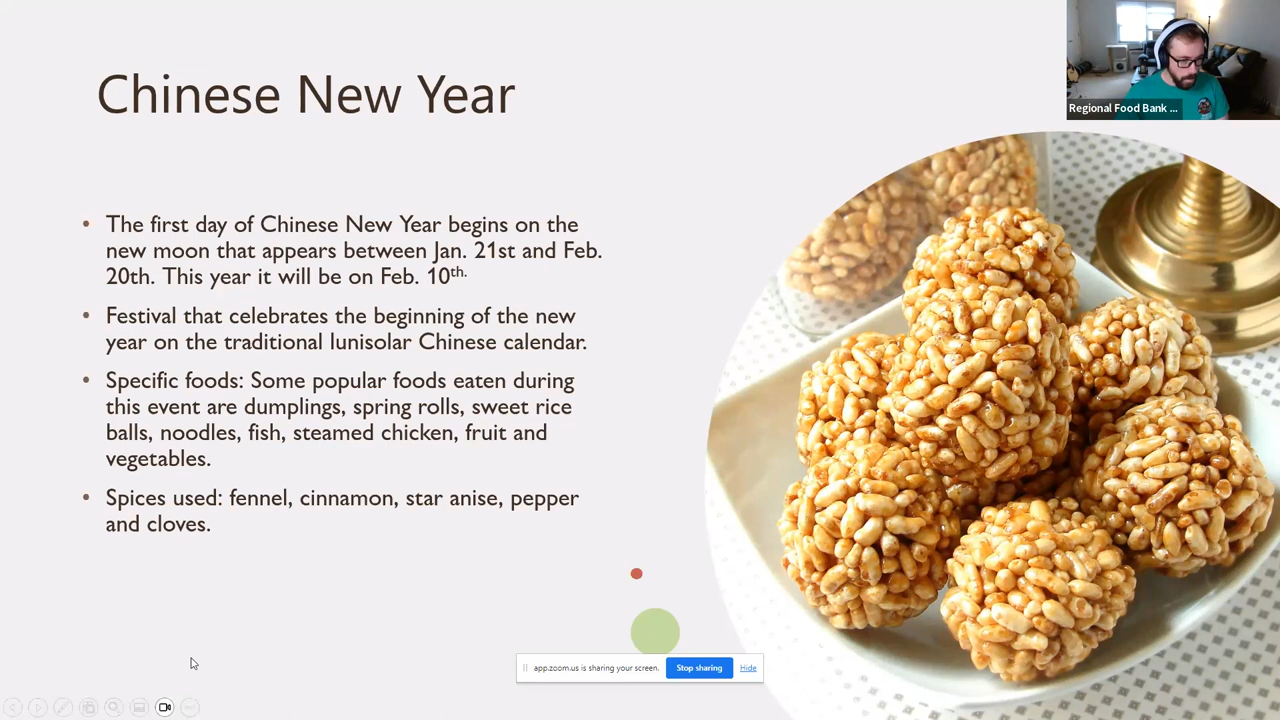 Chinese New Year
Regional Food Bank ...
• The first day of Chinese New Year begins on the
new moon that appears between Jan. 21st and Feb.
20th. This year it will be on Feb. 10th.
• Festival that celebrates the beginning of the new
year on the traditional lunisolar Chinese calendar.
• Specific foods: Some popular foods eaten during
this event are dumplings, spring rolls, sweet rice
balls, noodles, fish, steamed chicken, fruit and
vegetables.
• Spices used: fennel, cinnamon, star anise, pepper
and cloves.
app.zoom.us is sharing your screen. Stop sharing Hide